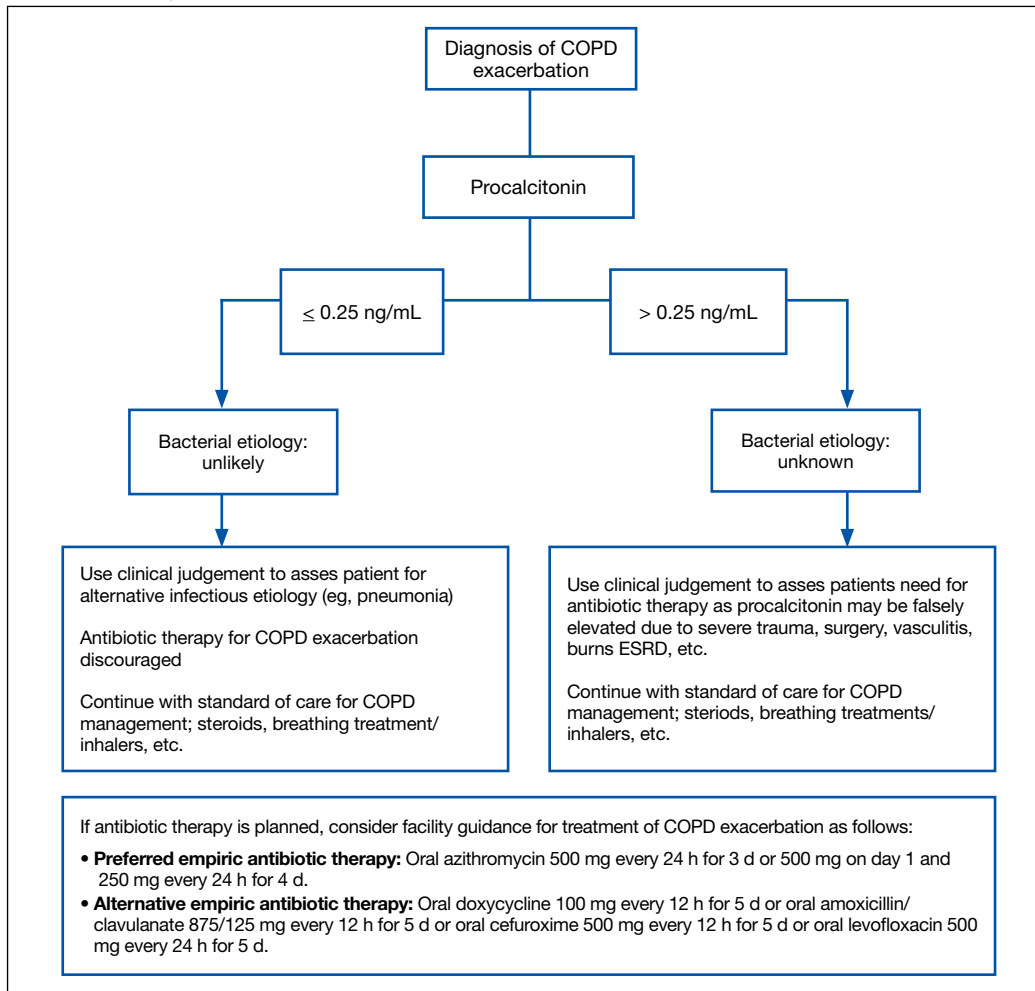 Diagnosis of COPD
exacerbation
Procalcitonin
≤ 0.25 ng/mL
> 0.25 ng/mL
Bacterial etiology:
unlikely
Bacterial etiology:
unknown
Use clinical judgement to asses patient for
alternative infectious etiology (eg, pneumonia)
Antibiotic therapy for COPD exacerbation
discouraged
Continue with standard of care for COPD
management; steroids, breathing treatment/
inhalers, etc.
Use clinical judgement to asses patients need for
antibiotic therapy as procalcitonin may be falsely
elevated due to severe trauma, surgery, vasculitis,
burns ESRD, etc.
Continue with standard of care for COPD
management; steriods, breathing treatments/
inhalers, etc.
If antibiotic therapy is planned, consider facility guidance for treatment of COPD exacerbation as follows:
• Preferred empiric antibiotic therapy: Oral azithromycin 500 mg every 24 h for 3 d or 500 mg on day 1 and
250 mg every 24 h for 4 d.
• Alternative empiric antibiotic therapy: Oral doxycycline 100 mg every 12 h for 5 d or oral amoxicillin/
clavulanate 875/125 mg every 12 h for 5 d or oral cefuroxime 500 mg every 12 h for 5 d or oral levofloxacin 500
mg every 24 h for 5 d.